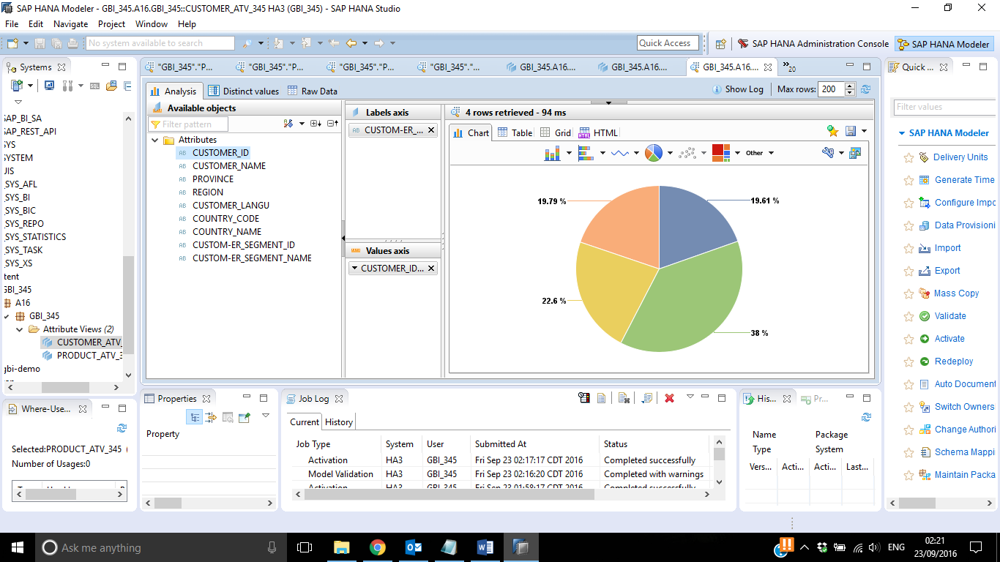 SAP HANA Modeler - GBI_345.A16.GBI_345::CUSTOMER_ATV_345 HA3 (GBI_345) - SAP HANA Studio
File Edit Navigate Project Window Help
No system available to search
Quick Access
SAP HANA Administration Console
SAP HANA Modeler
Systems
SAP_BI_SA
SAP_REST_API
SYS
SYSTEM
UIS
_SYS_AFL
_SYS_BI
_SYS_BIC
_SYS_REPO
_SYS_STATISTICS
_SYS_TASK
_SYS_XS
tent
GBI_345
A16
GBI_345
Attribute Views (2)
CUSTOMER_ATV_
PRODUCT_ATV_3
gbi-demo
"GBI_345"."P... "GBI_345"."P... "GBI_345"."P... "GBI_345"."... GBI_345.A16.... GBI_345.A16.... GBI_345.A16.... »20
Analysis Distinct values Raw Data
Show Log Max rows: 200
Available objects
Filter pattern
Attributes
CUSTOMER_ID
CUSTOMER_NAME
PROVINCE
REGION
CUSTOMER_LANGU
COUNTRY_CODE
COUNTRY_NAME
CUSTOM-ER_SEGMENT_ID
CUSTOM-ER_SEGMENT_NAME
Labels axis
CUSTOM-ER_...
Values axis
CUSTOMER_ID...
4 rows retrieved - 94 ms
Chart Table Grid HTML
Other
19.79 %
19.61 %
22.6 %
38 %
Quick ...
Filter values
SAP HANA Modeler
Delivery Units
Generate Time
Configure Impo
Data Provisioni
Import
Export
Mass Copy
Validate
Activate
Redeploy
Auto Document
Switch Owners
Change Authori
Schema Mappi
Maintain Packa
Where-Use...
Selected:PRODUCT_ATV_345 (
Number of Usages:0
Properties
Property
Job Log
Current History
Job Type System User Submitted At Status
Activation HA3 GBI_345 Fri Sep 23 02:17:17 CDT 2016 Completed successfully
Model Validation HA3 GBI_345 Fri Sep 23 02:16:20 CDT 2016 Completed with warnings
Activation HA3 GBI_345 Fri Sep 23 01:59:17 CDT 2016 Completed successfully
His... Pr...
Name Package
Type System
Vers... Acti... Acti... Last...
Ask me anything
ENG
02:21
23/09/2016